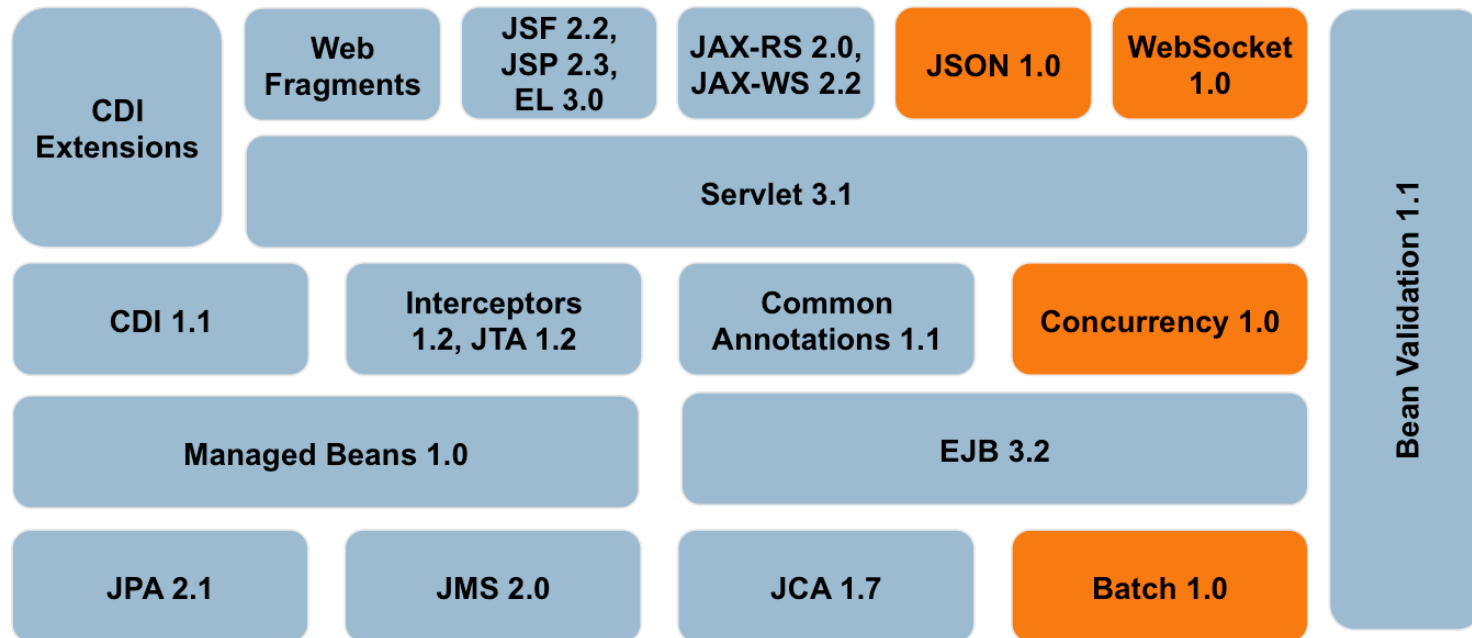 CDI
Extensions
Web
Fragments
JSF 2.2,
JSP 2.3,
EL 3.0
JAX-RS 2.0,
JAX-WS 2.2
JSON 1.0
WebSocket
1.0
Servlet 3.1
Bean Validation 1.1
CDI 1.1
Interceptors
1.2, JTA 1.2
Common
Annotations 1.1
Concurrency 1.0
Managed Beans 1.0
EJB 3.2
JPA 2.1
JMS 2.0
JCA 1.7
Batch 1.0